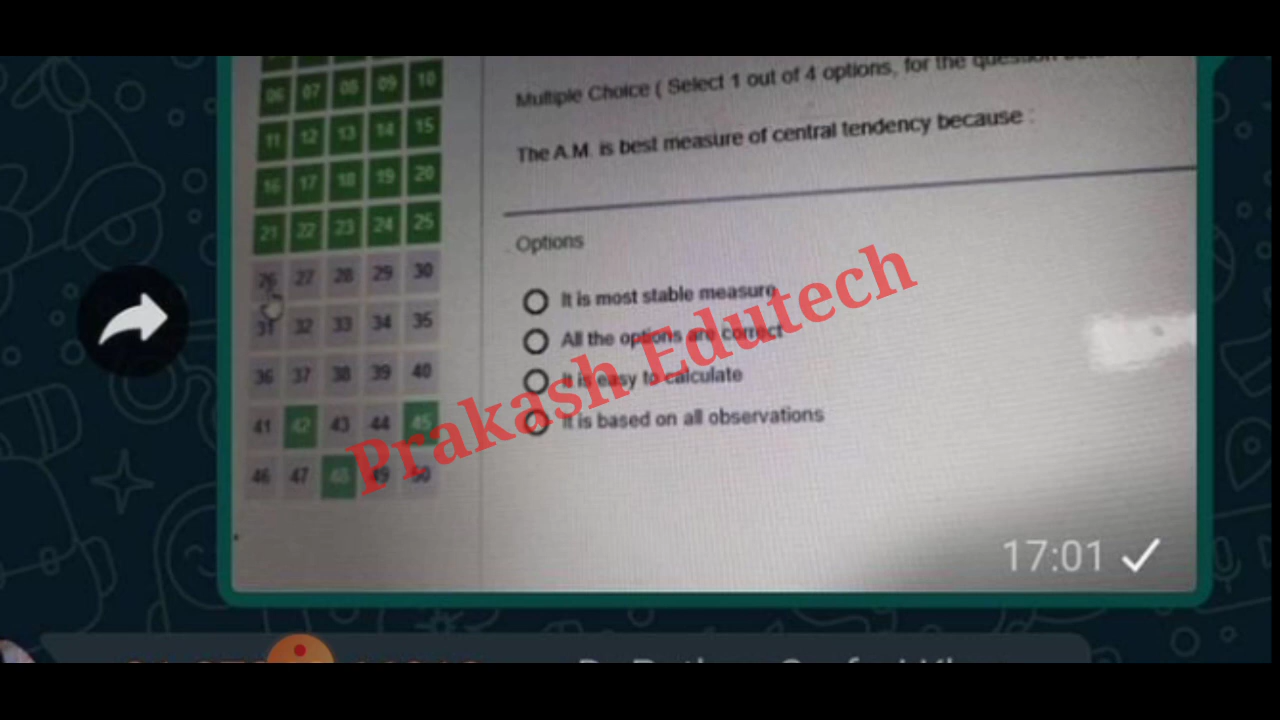 06 07 08 09 10
11 12 13 14 15
16 17 18 19 20
21 22 23 24 25
26 27 28 29 30
31 32 33 34 35
36 37 38 39 40
41 42 43 44 45
46 47 48 49 50
Multiple Choice ( Select 1 out of 4 options, for the question
The A.M. is best measure of central tendency because :
Options
It is most stable measure
All the options are correct
It is easy to calculate
It is based on all observations
Prakash Edutech
17:01